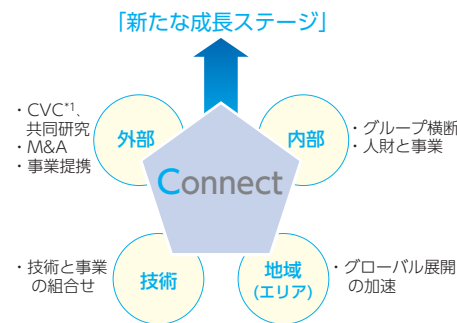 「新たな成長ステージ」
・CVC*1、
共同研究
・M&A
・事業提携
外部
内部
・グループ横断
・人財と事業
Connect
・技術と事業
の組合せ
技術
地域
(エリア)
・グローバル展開
の加速